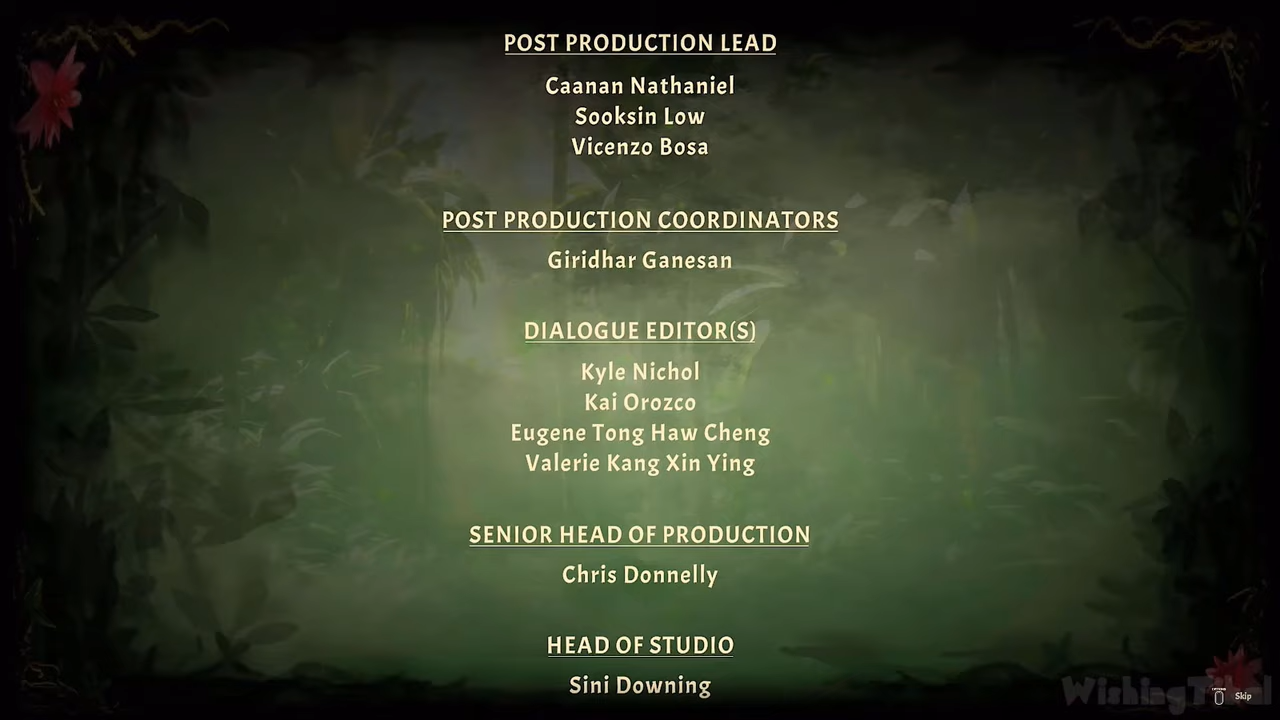 POST PRODUCTION LEAD
Caanan Nathaniel
Sooksin Low
Vicenzo Bosa
POST PRODUCTION COORDINATORS
Giridhar Ganesan
DIALOGUE EDITOR(S)
Kyle Nichol
Kai Orozco
Eugene Tong Haw Cheng
Valerie Kang Xin Ying
SENIOR HEAD OF PRODUCTION
Chris Donnelly
HEAD OF STUDIO
Sini Downing
OPTIONS
Skip